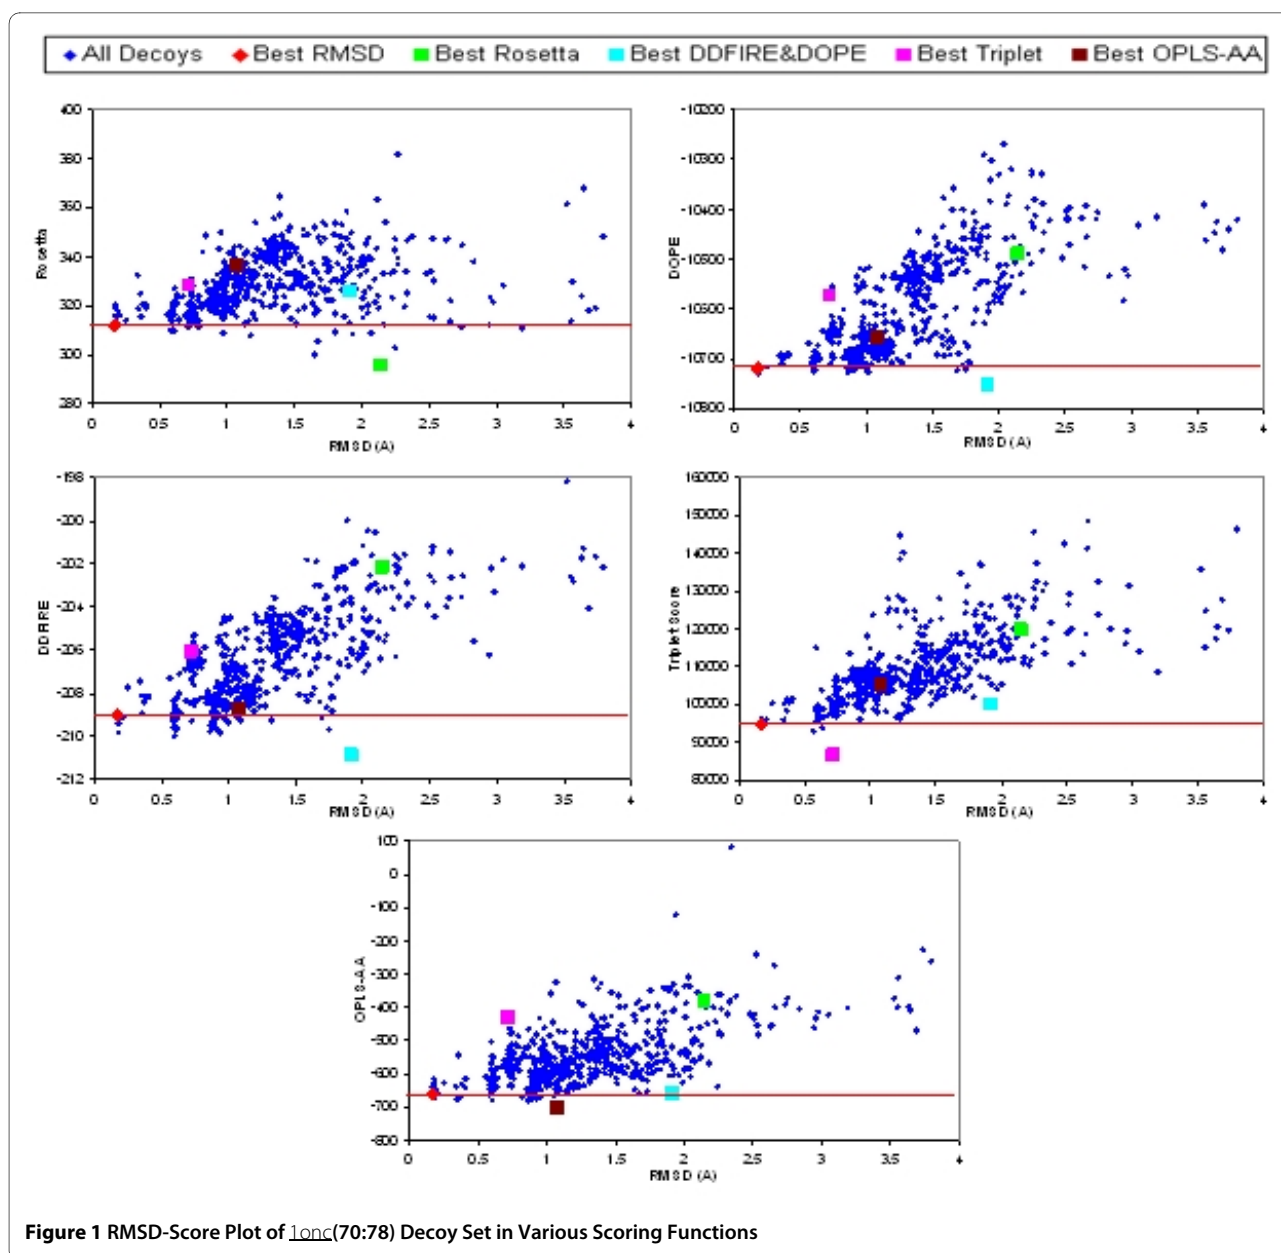 All Decoys Best RMSD Best Rosetta Best DDFIRE&DOPE Best Triplet Best OPLS-AA
400
380
360
340
320
300
280
Rosetta
0 0.5 1 1.5 2 2.5 3 3.5 4
RMSD (A)
-10200
-10300
-10400
-10500
-10600
-10700
-10800
DOPE
0 0.5 1 1.5 2 2.5 3 3.5 4
RMSD (A)
-198
-200
-202
-204
-206
-208
-210
-212
DDFIRE
0 0.5 1 1.5 2 2.5 3 3.5 4
RMSD (A)
160000
150000
140000
130000
120000
110000
100000
90000
80000
Triplet Score
0 0.5 1 1.5 2 2.5 3 3.5 4
RMSD (A)
100
0
-100
-200
-300
-400
-500
-600
-700
-800
OPLS-AA
0 0.5 1 1.5 2 2.5 3 3.5 4
RMSD (A)
Figure 1 RMSD-Score Plot of 1onc(70:78) Decoy Set in Various Scoring Functions